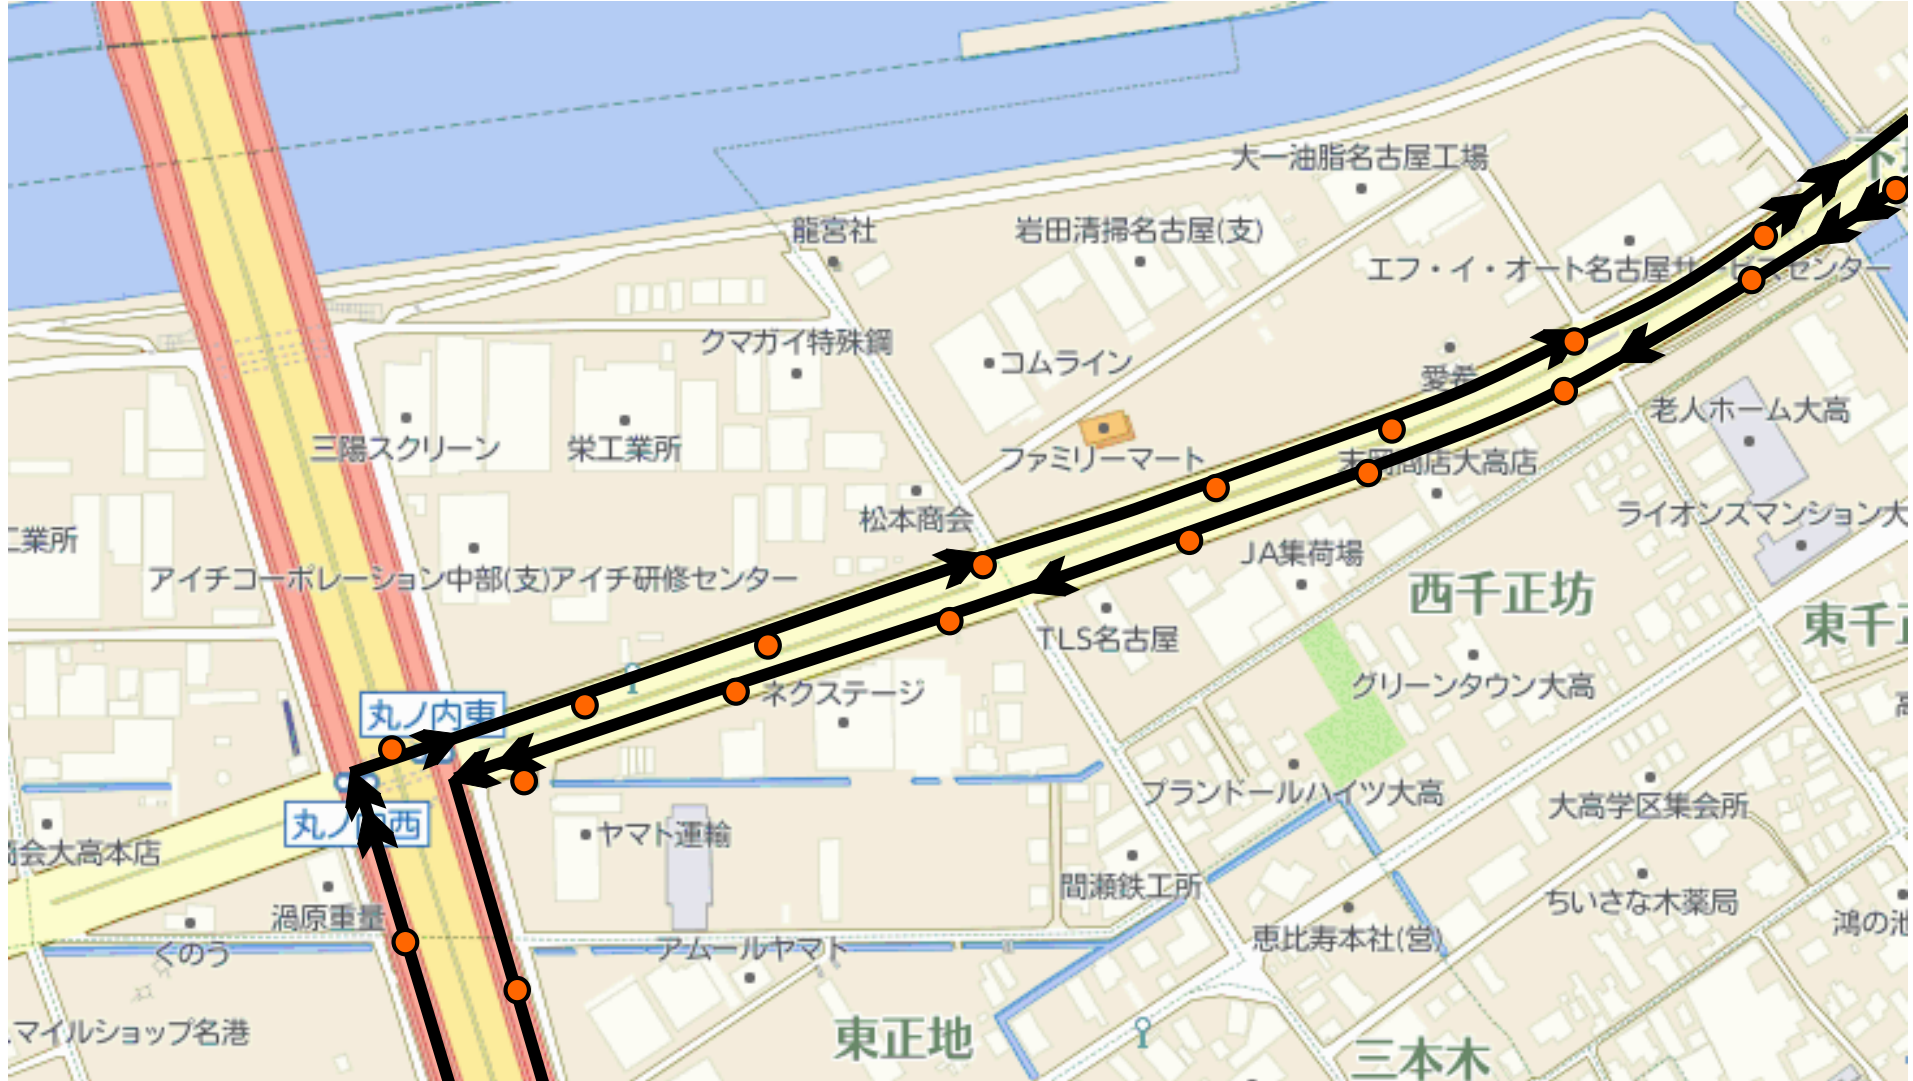 大一油脂名古屋工場
龍宮社
岩田清掃名古屋(支)
エフ・イ・オート名古屋サービスセンター
クマガイ特殊鋼
コムライン
愛希
老人ホーム大高
三陽スクリーン
栄工業所
ファミリーマート
末岡商店大高店
松本商会
ライオンズマンション大
二業所
アイチコーポレーション中部(支)アイチ研修センター
JA集荷場
西千正坊
東千正
TLS名古屋
グリーンタウン大高
ネクステージ
丸ノ内東
丸ノ内西
ブランドールハイツ大高
大高学区集会所
ヤマト運輸
商会大高本店
間瀬鉄工所
ちいさな木薬局
渦原重量
鴻の池
くのう
アムールヤマト
恵比寿本社(営)
マイルショップ名港
東正地
三本木